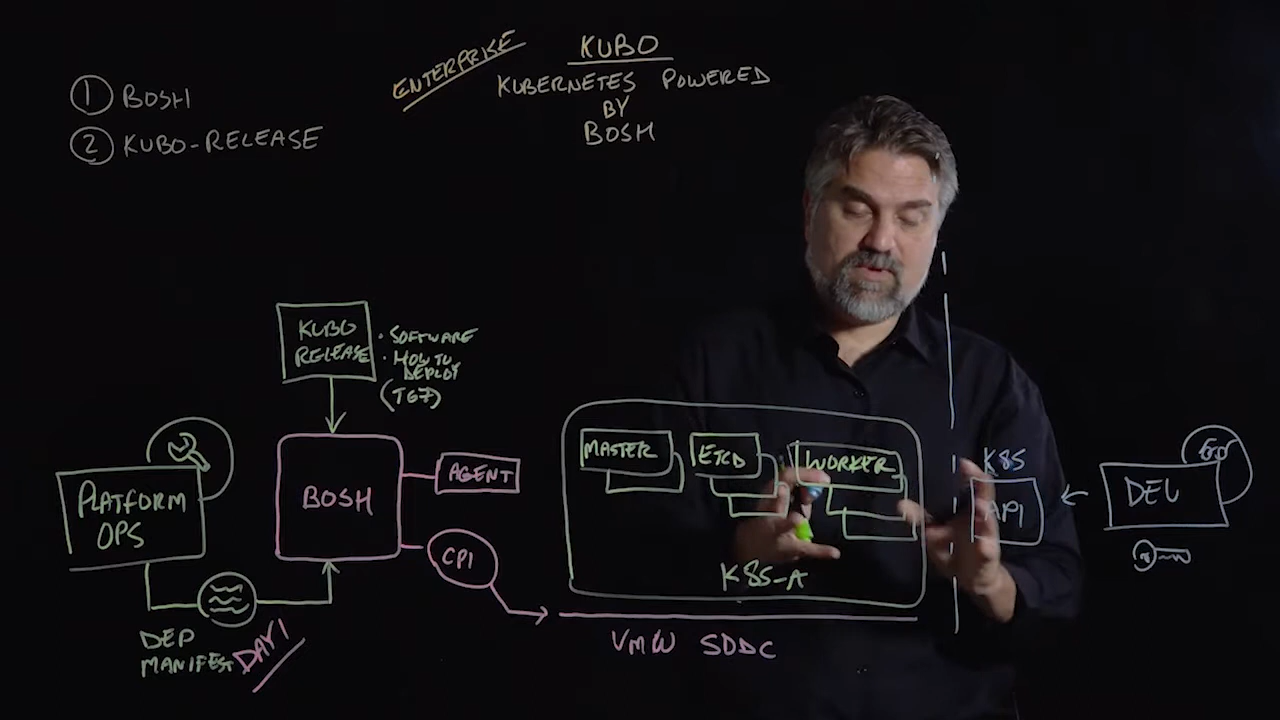 ENTERPRISE
KUBO
KUBERNETES POWERED
BY
BOSH
1 BOSH
2 KUBO-RELEASE
KUBO
RELEASE
• SOFTWARE
• HOW TO
DEPLOY
(TGZ)
PLATFORM
OPS
BOSH
AGENT
CPI
DEP
MANIFEST
DAY 1
MASTER
ETCD
WORKER
K8S-A
VMW SDDC
K8S
API
DEV